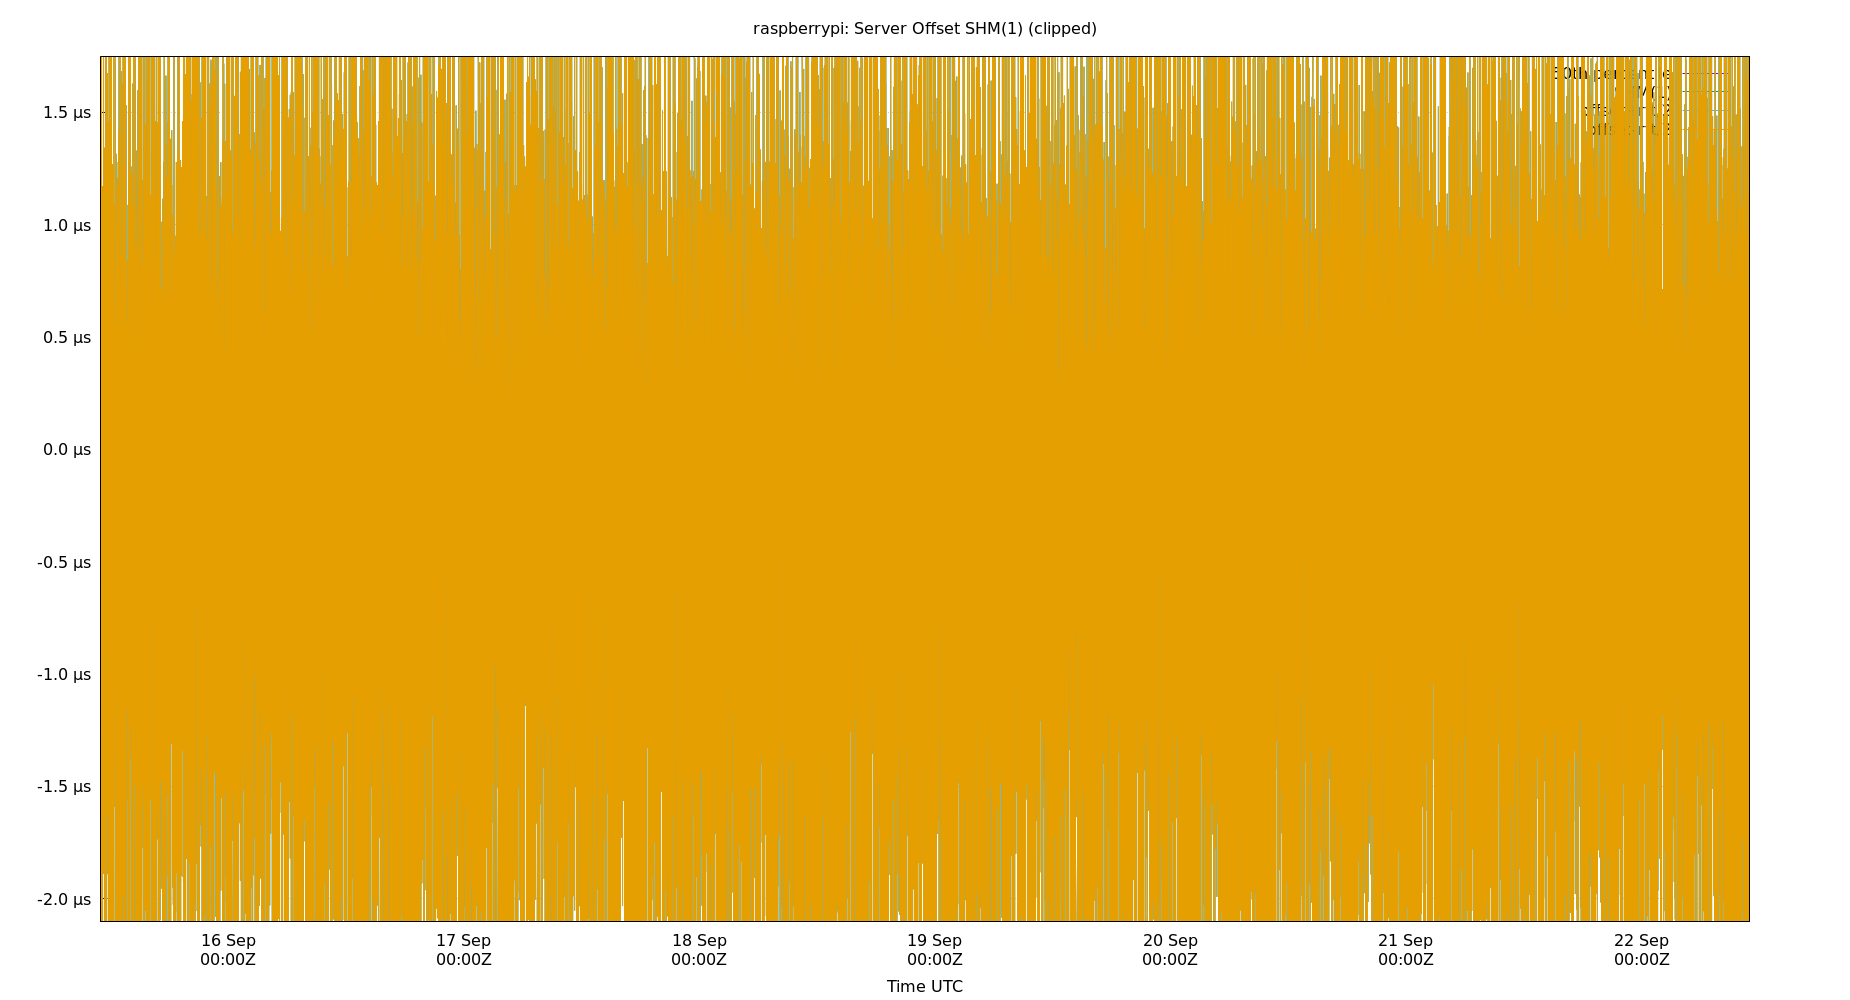 raspberrypi: Server Offset SHM(1) (clipped)
1.5 µs
1.0 µs
0.5 µs
0.0 µs
-0.5 µs
-1.0 µs
-1.5 µs
-2.0 µs
16 Sep 17 Sep 18 Sep 19 Sep 20 Sep 21 Sep 22 Sep
00:00Z 00:00Z 00:00Z 00:00Z 00:00Z 00:00Z 00:00Z
Time UTC